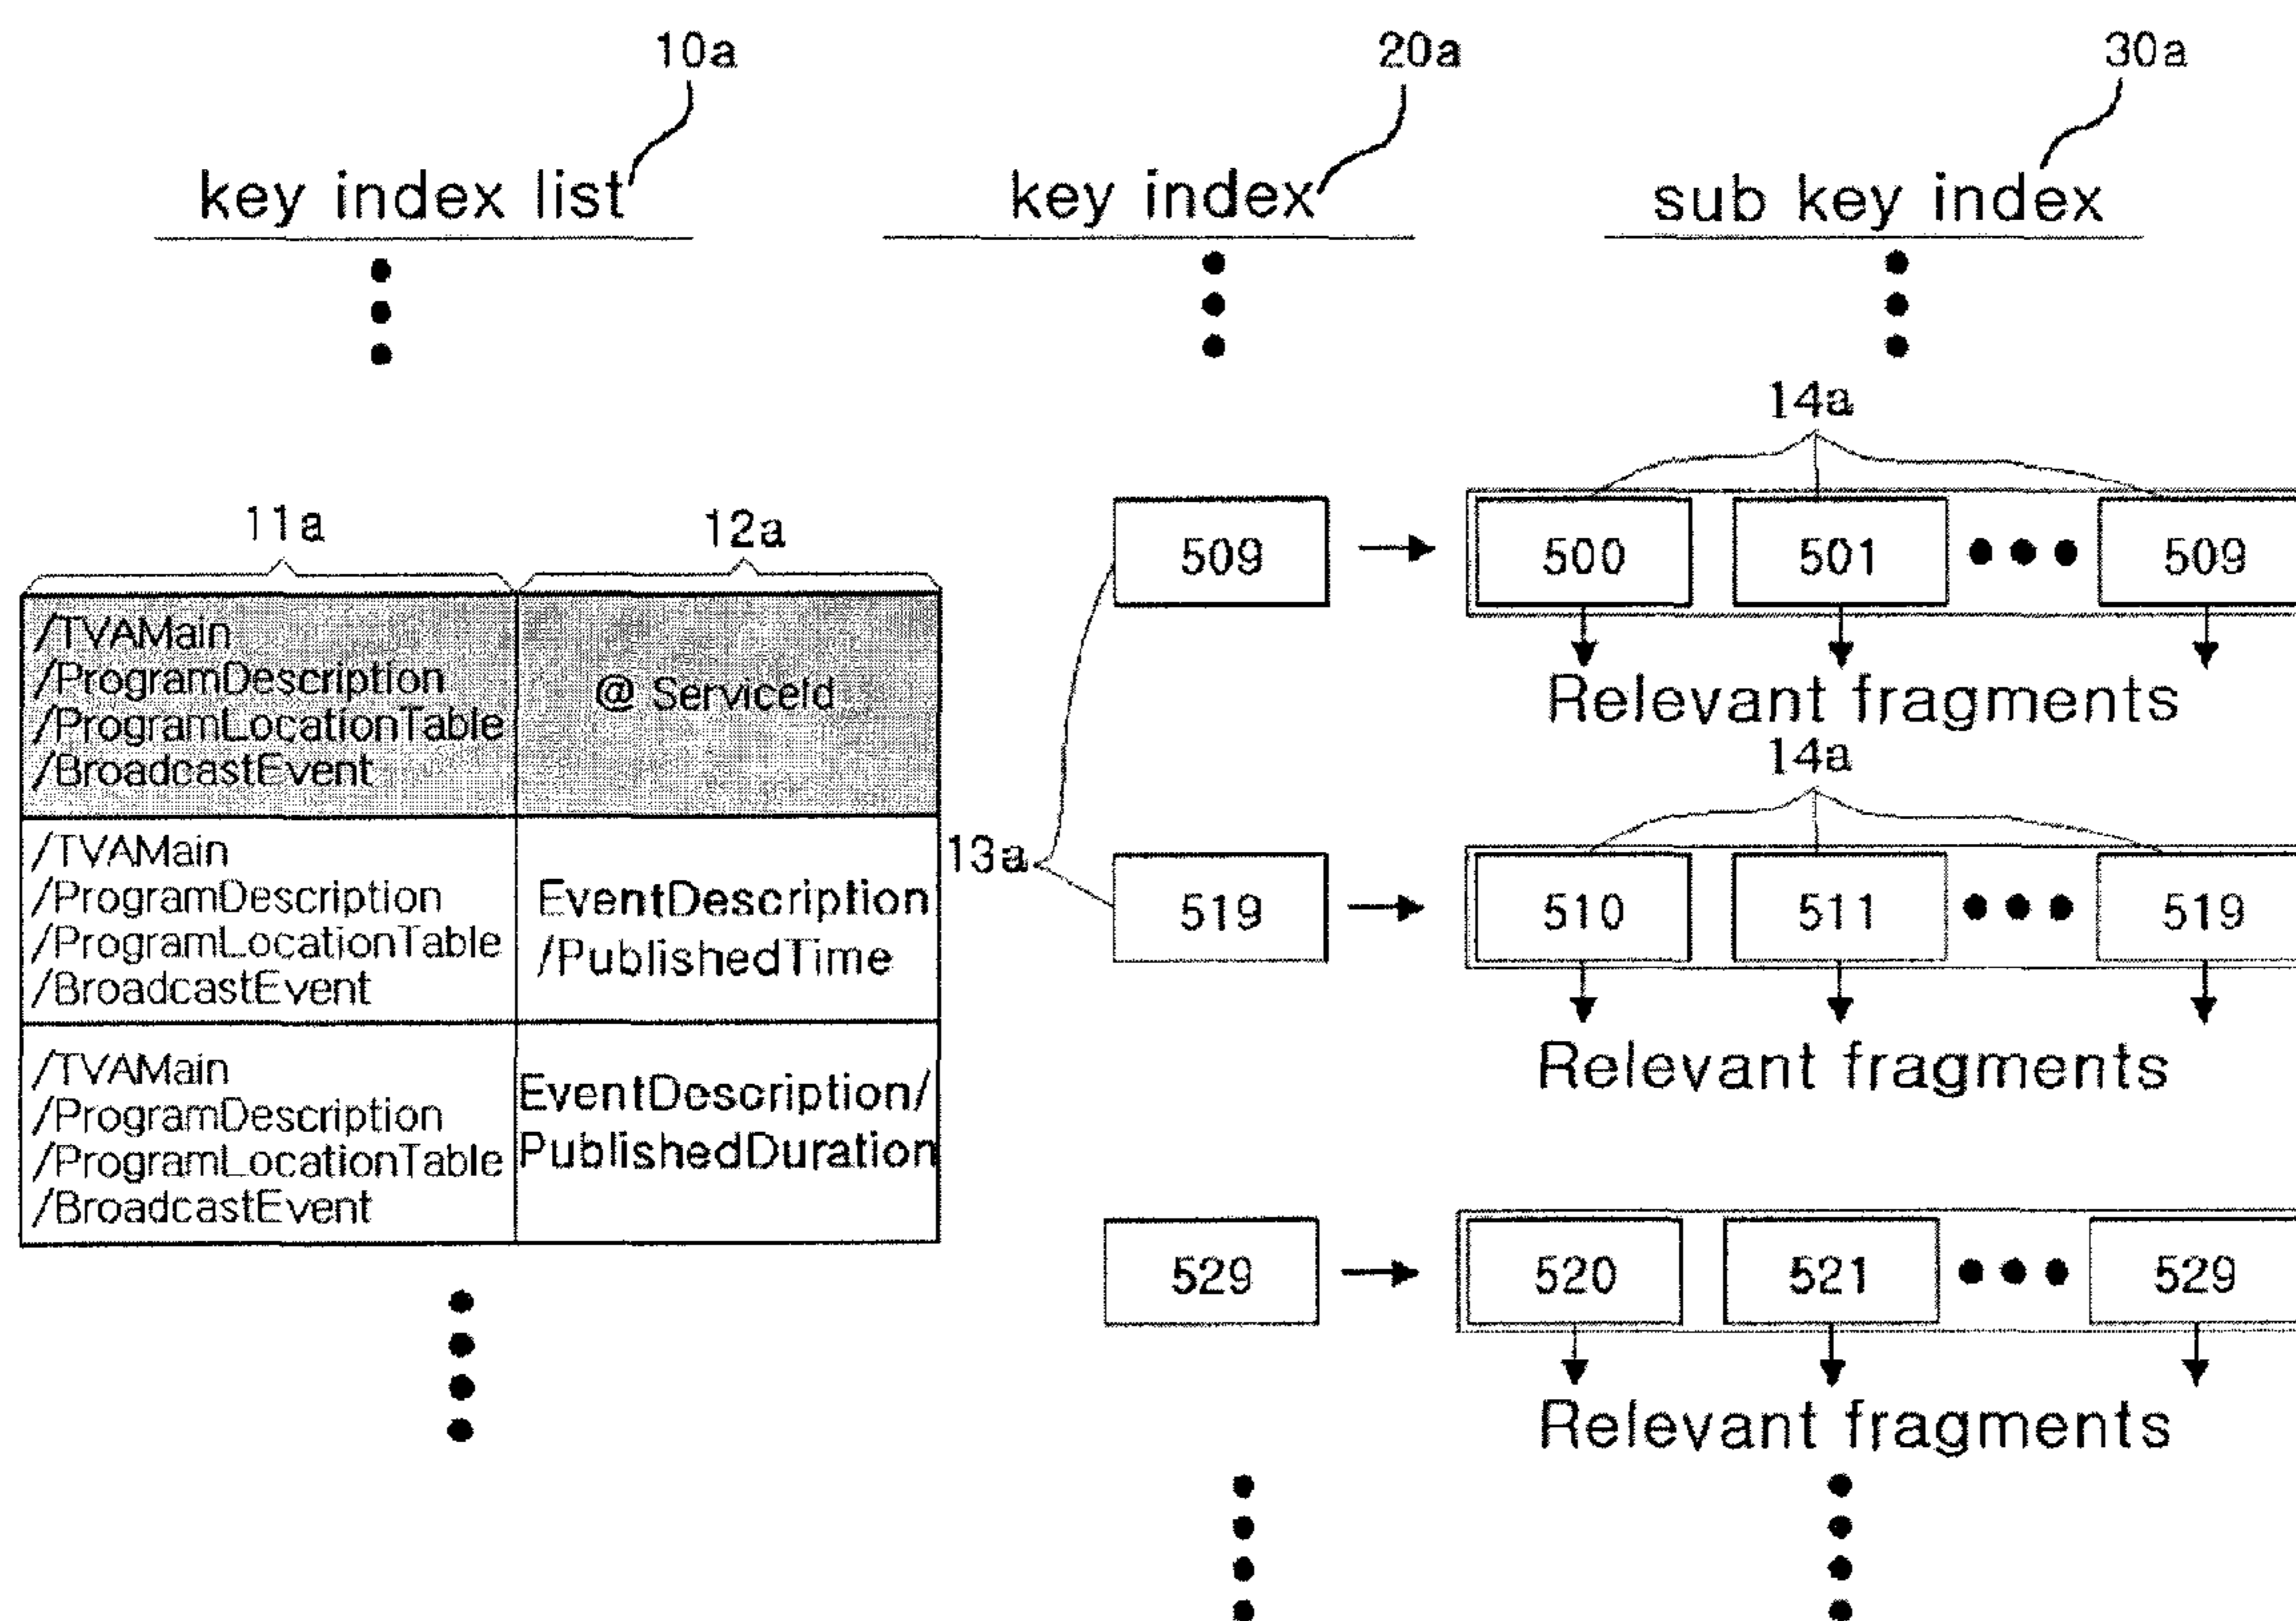 10a
20a
30a
key index list
key index
sub key index
11a
12a
/TVAMain
/ProgramDescription
/ProgramLocationTable
/BroadcastEvent
@ ServiceId
/TVAMain
/ProgramDescription
/ProgramLocationTable
/BroadcastEvent
EventDescription
/PublishedTime
/TVAMain
/ProgramDescription
/ProgramLocationTable
/BroadcastEvent
EventDescription/
PublishedDuration
13a
14a
509
500
501
509
Relevant fragments
14a
519
510
511
519
Relevant fragments
529
520
521
529
Relevant fragments